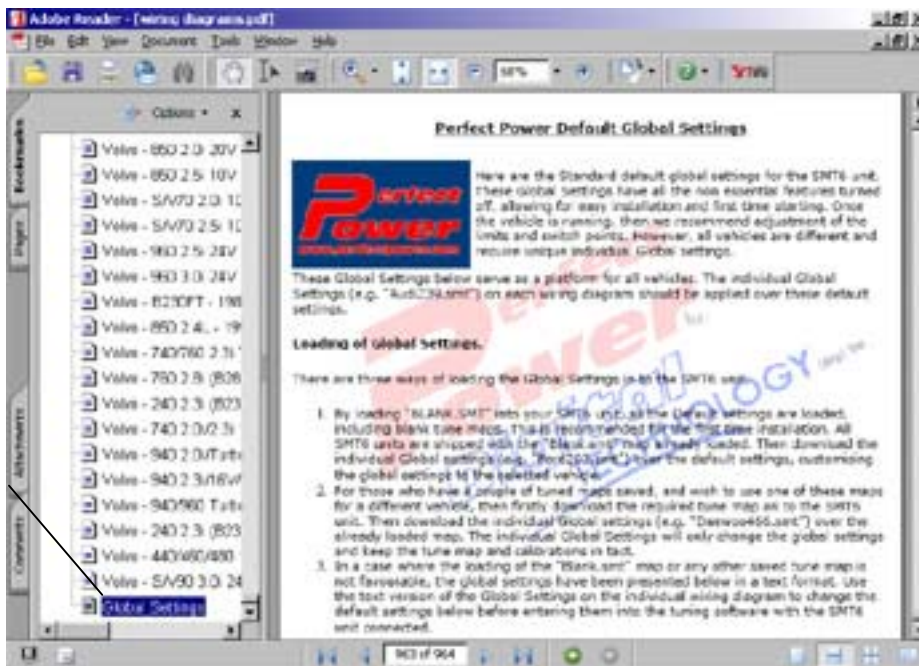 Adobe Reader - [wiring diagrams.pdf]
File Edit View Document Tools Window Help
Options
X
Bookmarks
Pages
Attachments
Comments
Volvo - 850 2.0i 20V
Volvo - 850 2.5i 10V
Volvo - S/V70 2.0i 10
Volvo - S/V70 2.5i 10
Volvo - 960 2.5i 24V
Volvo - 960 3.0i 24V
Volvo - B230FT - 198
Volvo - 850 2.4L - 19
Volvo - 740/760 2.3i
Volvo - 760 2.8i (B28
Volvo - 240 2.3i (B23
Volvo - 740 2.0/2.3i
Volvo - 940 2.0i/Turb
Volvo - 940 2.3i/16V/
Volvo - 940/960 Turb
Volvo - 240 2.3i (B23
Volvo - 440/460/480
Volvo - S/V90 3.0i 24
Global Settings
Perfect Power Default Global Settings
Perfect
Power
Here are the Standard default global settings for the SMT6 unit.
These Global Settings have all the non essential features turned
off, allowing for easy installation and first time starting. Once
the vehicle is running, then we recommend adjustment of the
limits and switch points. However, all vehicles are different and
require unique individual Global settings.
These Global Settings below serve as a platform for all vehicles. The individual Global
Settings (e.g. "Audi239.smt") on each wiring diagram should be applied over these default
settings.
Loading of Global Settings.
There are three ways of loading the Global Settings in to the SMT6 unit.
1. By loading "BLANK.SMT" into your SMT6 unit, all the Default settings are loaded,
including blank tune maps. This is recommended for the first time installation. All
SMT6 units are shipped with the "Blank.smt" map already loaded. Then download the
individual Global settings (e.g. "Ford297.smt") over the default settings, customising
the global settings to the selected vehicle.
2. For those who have a couple of tuned maps saved, and wish to use one of these maps
for a different vehicle, then firstly download the required tune map on to the SMT6
unit. Then download the individual Global settings (e.g. "Daewoo466.smt") over the
already loaded map. The individual Global Settings will only change the global settings
and keep the tune map and calibrations in tact.
3. In a case where the loading of the "Blank.smt" map or any other saved tune map is
not favourable, the global settings have been presented below in a text format. Use
the text version of the Global Settings on the individual wiring diagram to change the
default settings below before entering them into the tuning software with the SMT6
unit connected.
Perfect
Power
TECHNOLOGY
963 of 964